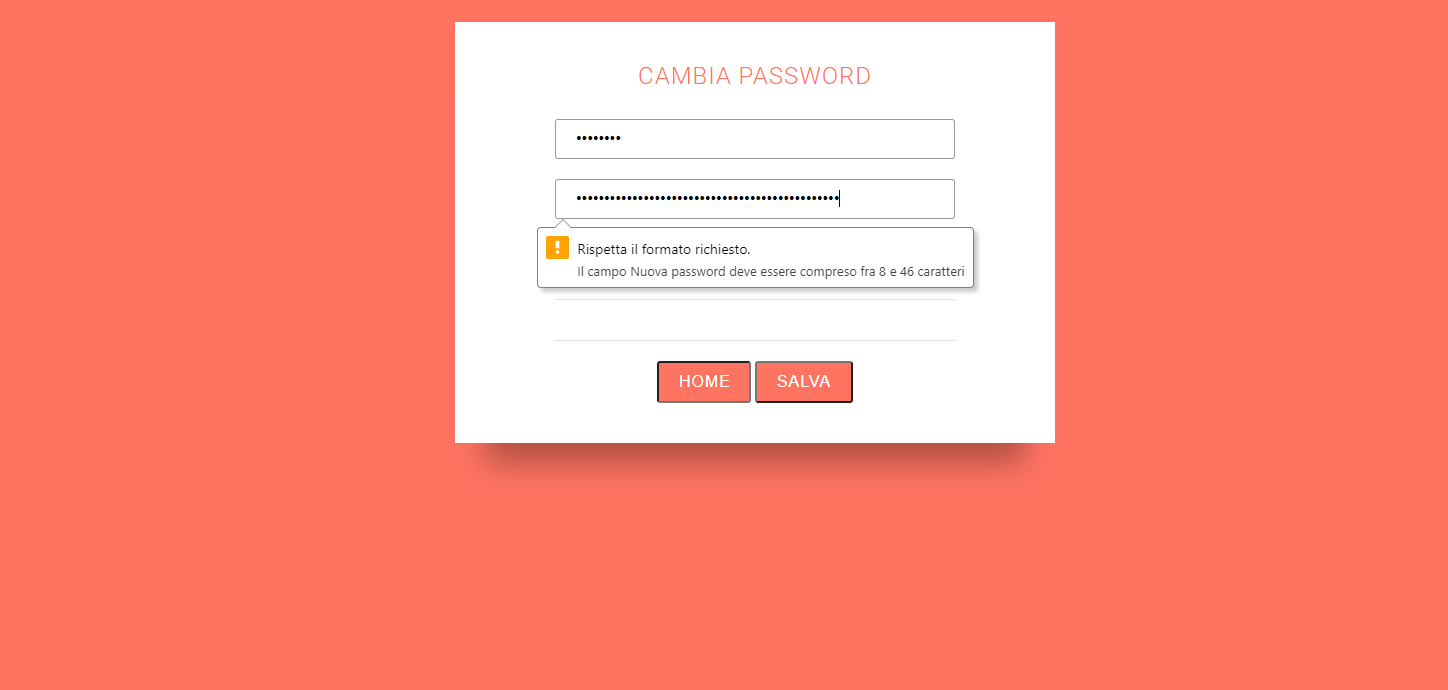 CAMBIA PASSWORD
••••••••
•••••••••••••••••••••••••••••••••••••••••••••••
Rispetta il formato richiesto.
Il campo Nuova password deve essere compreso fra 8 e 46 caratteri
HOME SALVA